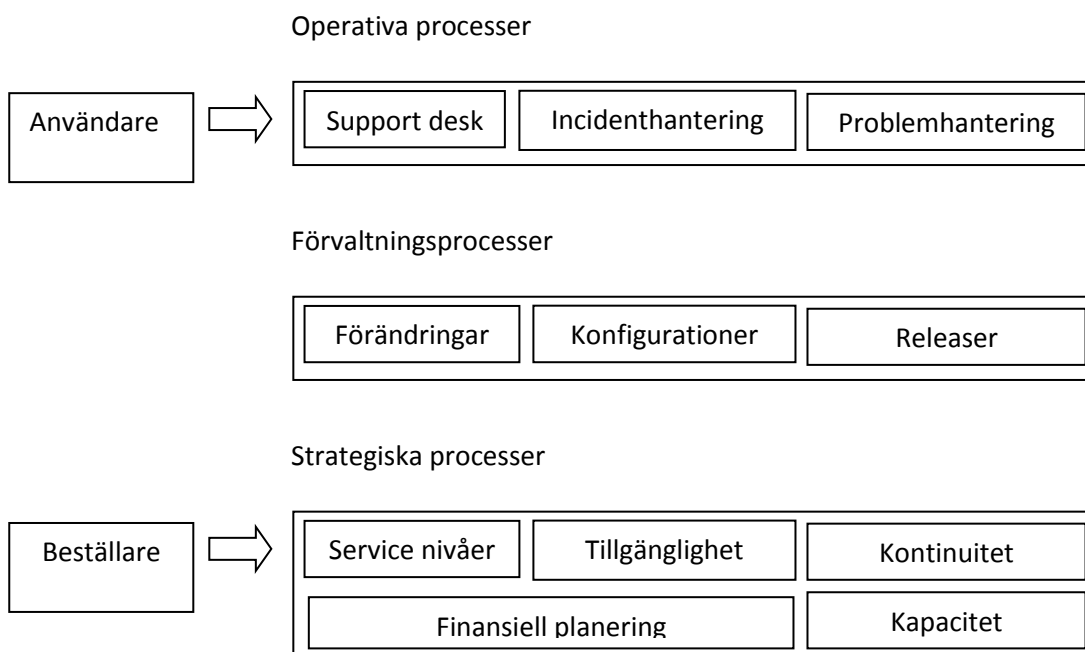 Operativa processer
Användare
Support desk
Incidenthantering
Problemhantering
Förvaltningsprocesser
Förändringar
Konfigurationer
Releaser
Strategiska processer
Beställare
Service nivåer
Tillgänglighet
Kontinuitet
Finansiell planering
Kapacitet